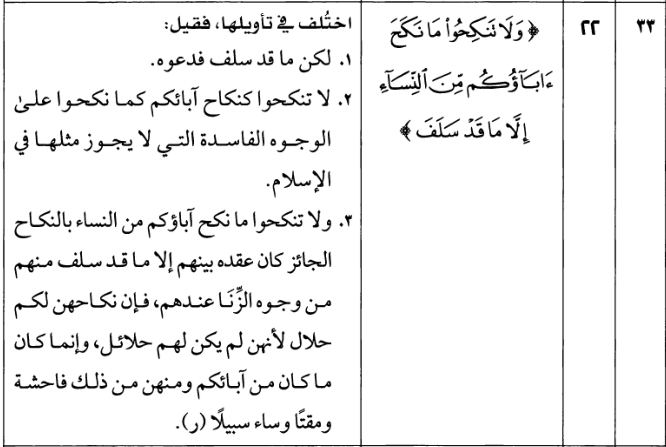 ٣٣
٢٢
﴿ وَلَا تَنكِحُواْ مَا نَكَحَ
ءَابَآؤُكُم مِّنَ ٱلنِّسَآءِ
إِلَّا مَا قَدْ سَلَفَ ﴾
اختُلف في تأويلها، فقيل:
١. لكن ما قد سلف فدعوه.
٢. لا تنكحوا كنكاح آبائكم كما نكحوا على
الوجوه الفاسدة التي لا يجوز مثلها في
الإسلام.
٣. ولا تنكحوا ما نكح آباؤكم من النساء بالنكاح
الجائز كان عقده بينهم إلا ما قد سلف منهم
من وجوه الزِّنَا عندهم، فإن نكاحهن لكم
حلال لأنهن لم يكن لهم حلائل، وإنما كان
ما كان من آبائكم ومنهن من ذلك فاحشة
ومقتًا وساء سبيلًا (ر).